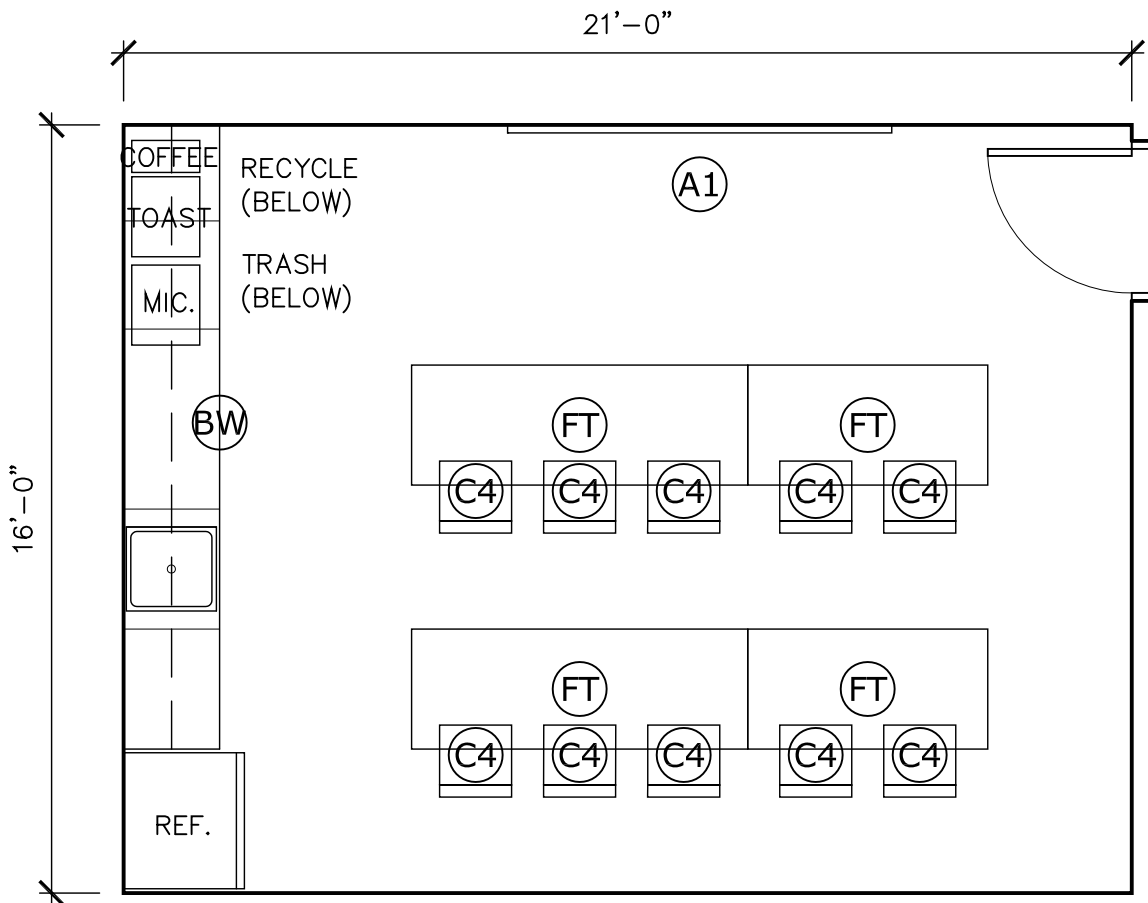 21’-0”
COFFEE
RECYCLE
(BELOW)
A1
TOAST
TRASH
(BELOW)
MIC.
BW
FT
FT
C4 C4 C4 C4 C4
16’-0”
FT
FT
C4 C4 C4 C4 C4
REF.